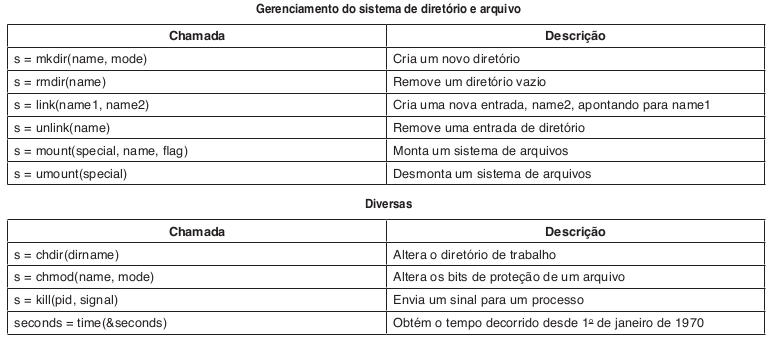 Gerenciamento do sistema de diretório e arquivo
Chamada Descrição
s = mkdir(name, mode) Cria um novo diretório
s = rmdir(name) Remove um diretório vazio
s = link(name1, name2) Cria uma nova entrada, name2, apontando para name1
s = unlink(name) Remove uma entrada de diretório
s = mount(special, name, flag) Monta um sistema de arquivos
s = umount(special) Desmonta um sistema de arquivos
Diversas
Chamada Descrição
s = chdir(dirname) Altera o diretório de trabalho
s = chmod(name, mode) Altera os bits de proteção de um arquivo
s = kill(pid, signal) Envia um sinal para um processo
seconds = time(&seconds) Obtém o tempo decorrido desde 1º de janeiro de 1970